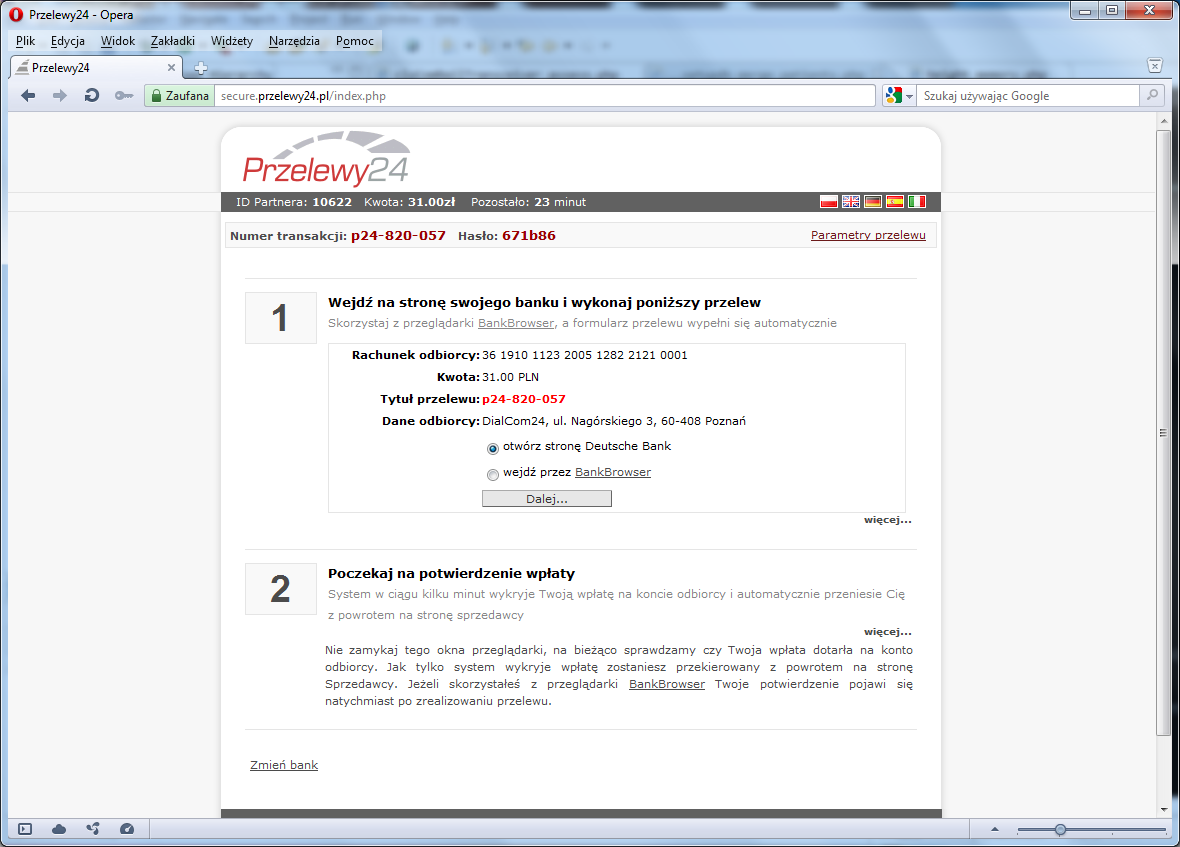 Przelewy24 - Opera
Plik Edycja Widok Zakładki Widżety Narzędzia Pomoc
Przelewy24
Zaufana secure.przelewy24.pl/index.php Szukaj używając Google
Przelewy24
ID Partnera: 10622 Kwota: 31.00zł Pozostało: 23 minut
Numer transakcji: p24-820-057 Hasło: 671b86 Parametry przelewu
1
Wejdź na stronę swojego banku i wykonaj poniższy przelew
Skorzystaj z przeglądarki BankBrowser, a formularz przelewu wypełni się automatycznie
Rachunek odbiorcy: 36 1910 1123 2005 1282 2121 0001
Kwota: 31.00 PLN
Tytuł przelewu: p24-820-057
Dane odbiorcy: DialCom24, ul. Nagórskiego 3, 60-408 Poznań
otwórz stronę Deutsche Bank
wejdź przez BankBrowser
Dalej...
więcej...
2
Poczekaj na potwierdzenie wpłaty
System w ciągu kilku minut wykryje Twoją wpłatę na koncie odbiorcy i automatycznie przeniesie Cię
z powrotem na stronę sprzedawcy
więcej...
Nie zamykaj tego okna przeglądarki, na bieżąco sprawdzamy czy Twoja wpłata dotarła na konto
odbiorcy. Jak tylko system wykryje wpłatę zostaniesz przekierowany z powrotem na stronę
Sprzedawcy. Jeżeli skorzystałeś z przeglądarki BankBrowser Twoje potwierdzenie pojawi się
natychmiast po zrealizowaniu przelewu.
Zmień bank